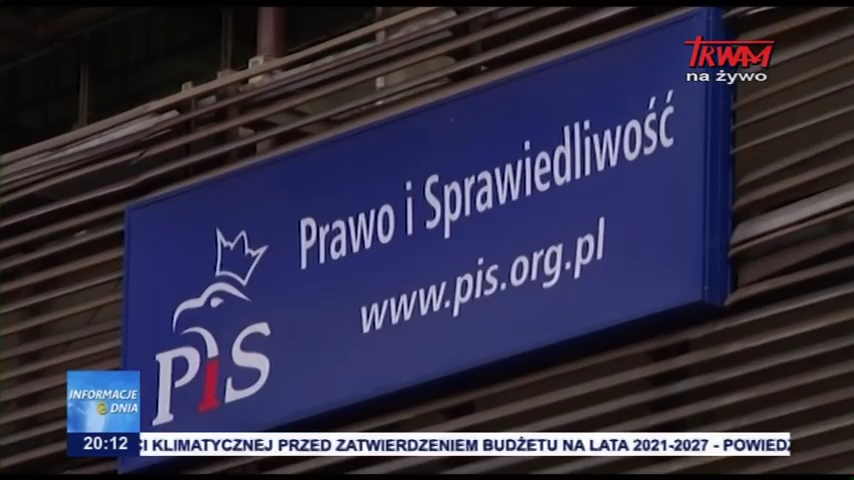 TRWAM
na żywo
Prawo i Sprawiedliwość
www.pis.org.pl
PiS
INFORMACJE
DNIA
20:12
CI KLIMATYCZNEJ PRZED ZATWIERDZENIEM BUDŻETU NA LATA 2021-2027 - POWIEDZ